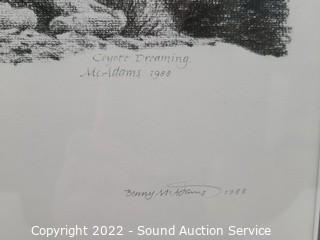 Coyote Dreaming.
McAdams 1988
Benny McAdams 1988
Copyright 2022 - Sound Auction Service